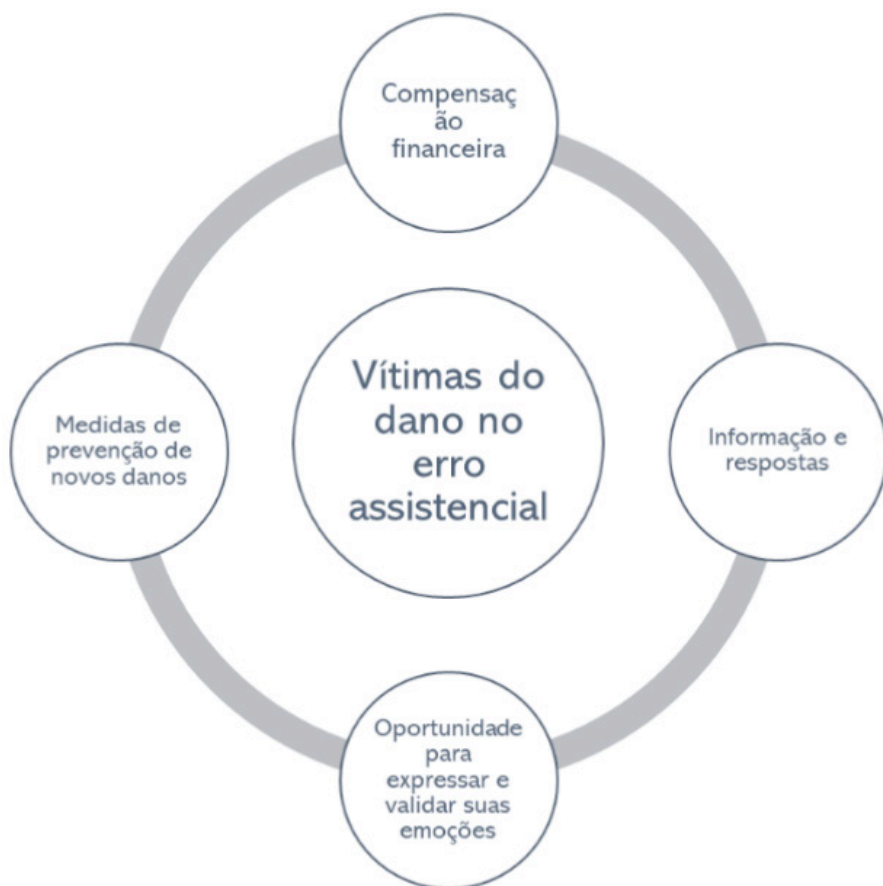 Compensaç
ão
financeira
Vítimas do
dano no
erro
assistencial
Medidas de
prevenção de
novos danos
Informação e
respostas
Oportunidade
para
expressar e
validar suas
emoções